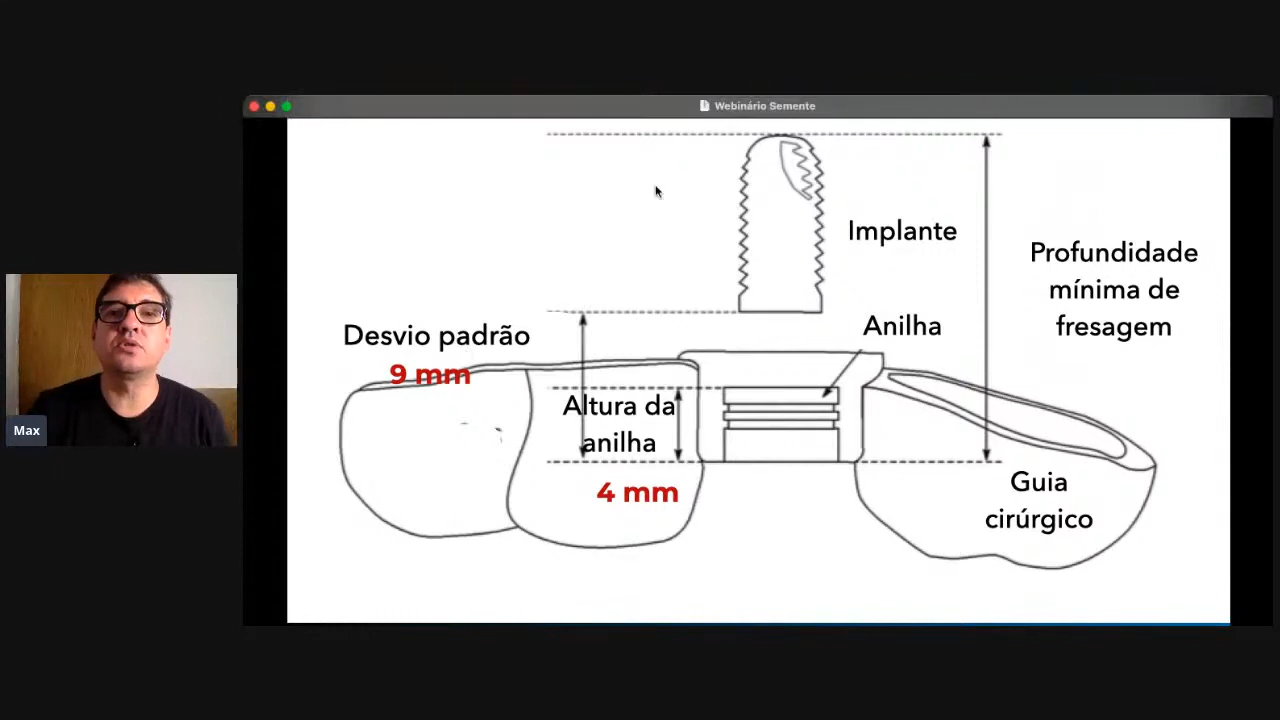 Webinário Semente
Implante
Profundidade
mínima de
fresagem
Anilha
Desvio padrão
9 mm
Altura da
anilha
4 mm
Guia
cirúrgico
Max